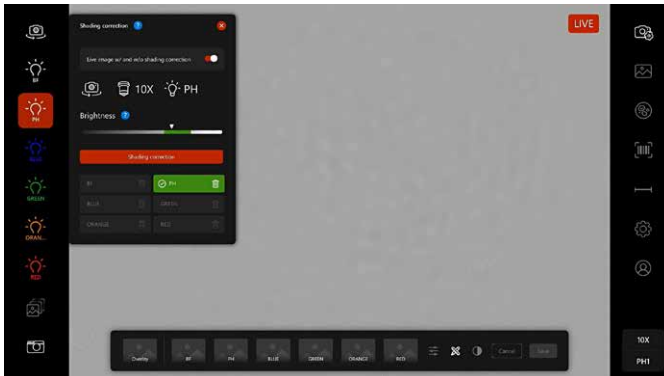 Shading correction ?
Live image w/ and w/o shading correction
10X PH
Brightness ?
Shading correction
BF
PH
BLUE
GREEN
ORANGE
RED
LIVE
BF
PH
BLUE
GREEN
ORAN...
RED
Overlay
BF
PH
BLUE
GREEN
ORANGE
RED
Cancel
Save
10X
PH1